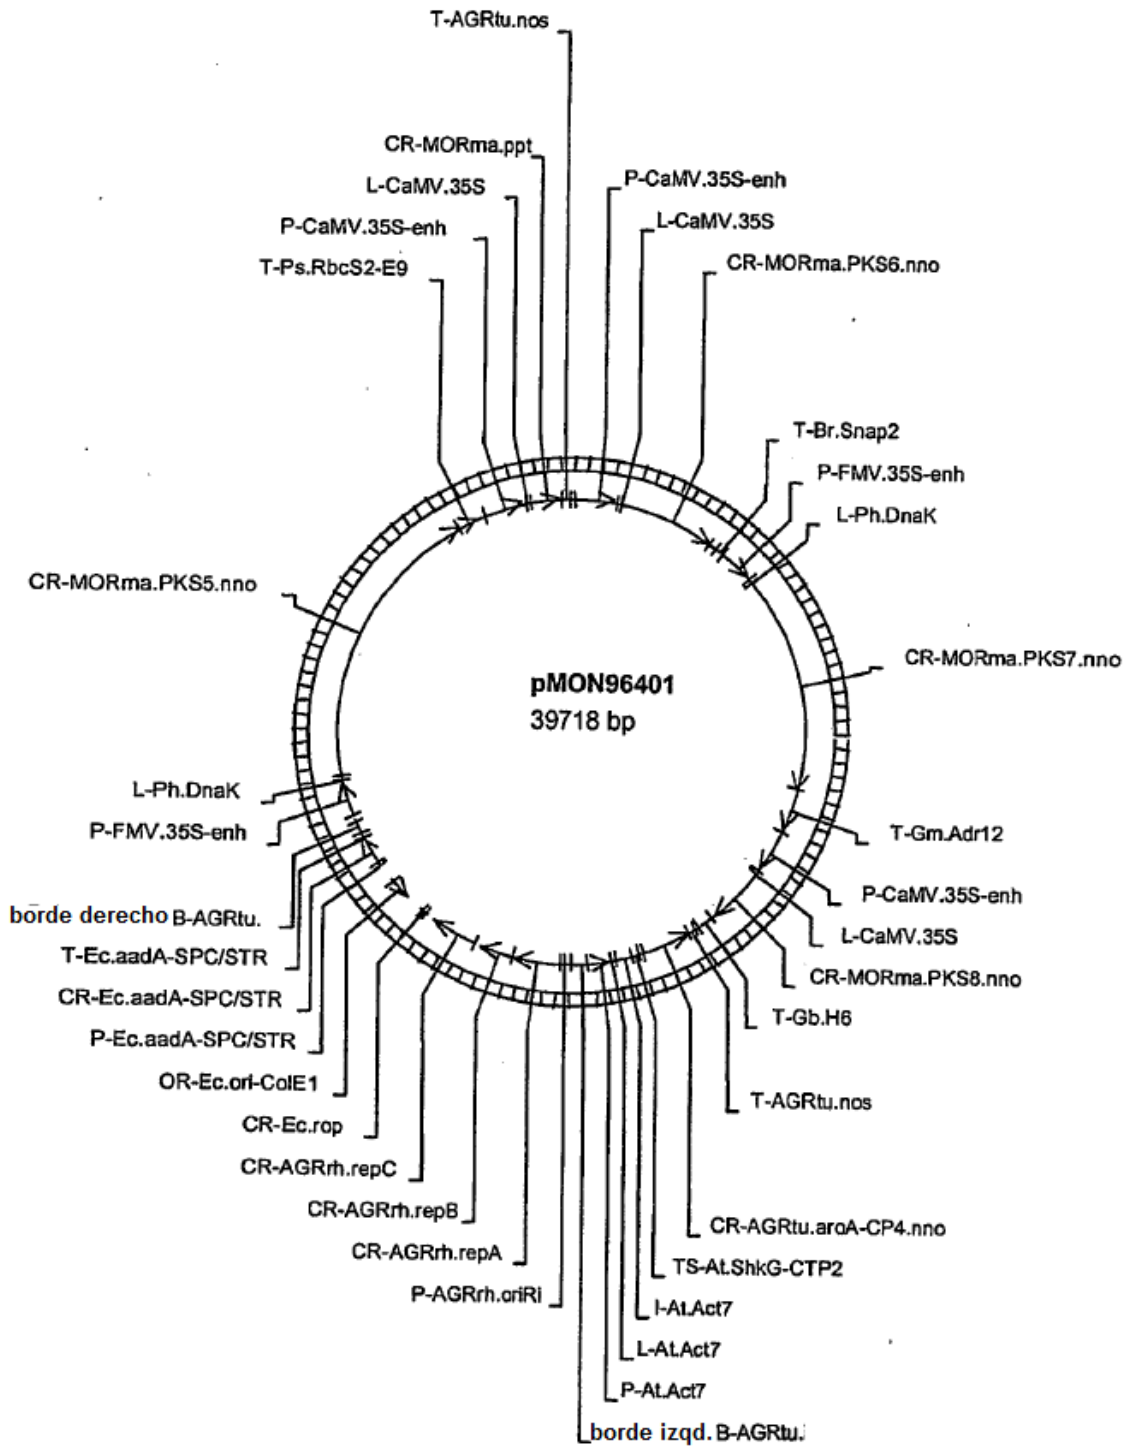 T-AGRtu.nos
CR-MORma.ppt
L-CaMV.35S
P-CaMV.35S-enh
T-Ps.RbcS2-E9
P-CaMV.35S-enh
L-CaMV.35S
CR-MORma.PKS6.nno
T-Br.Snap2
P-FMV.35S-enh
L-Ph.DnaK
CR-MORma.PKS5.nno
CR-MORma.PKS7.nno
pMON96401
39718 bp
L-Ph.DnaK
P-FMV.35S-enh
T-Gm.Adr12
P-CaMV.35S-enh
L-CaMV.35S
CR-MORma.PKS8.nno
T-Gb.H6
T-AGRtu.nos
borde derecho B-AGRtu.
T-Ec.aadA-SPC/STR
CR-Ec.aadA-SPC/STR
P-Ec.aadA-SPC/STR
OR-Ec.ori-ColE1
CR-Ec.rop
CR-AGRrh.repC
CR-AGRrh.repB
CR-AGRrh.repA
P-AGRrh.oriRi
CR-AGRtu.aroA-CP4.nno
TS-At.ShkG-CTP2
I-At.Act7
L-At.Act7
P-At.Act7
borde izqd. B-AGRtu.